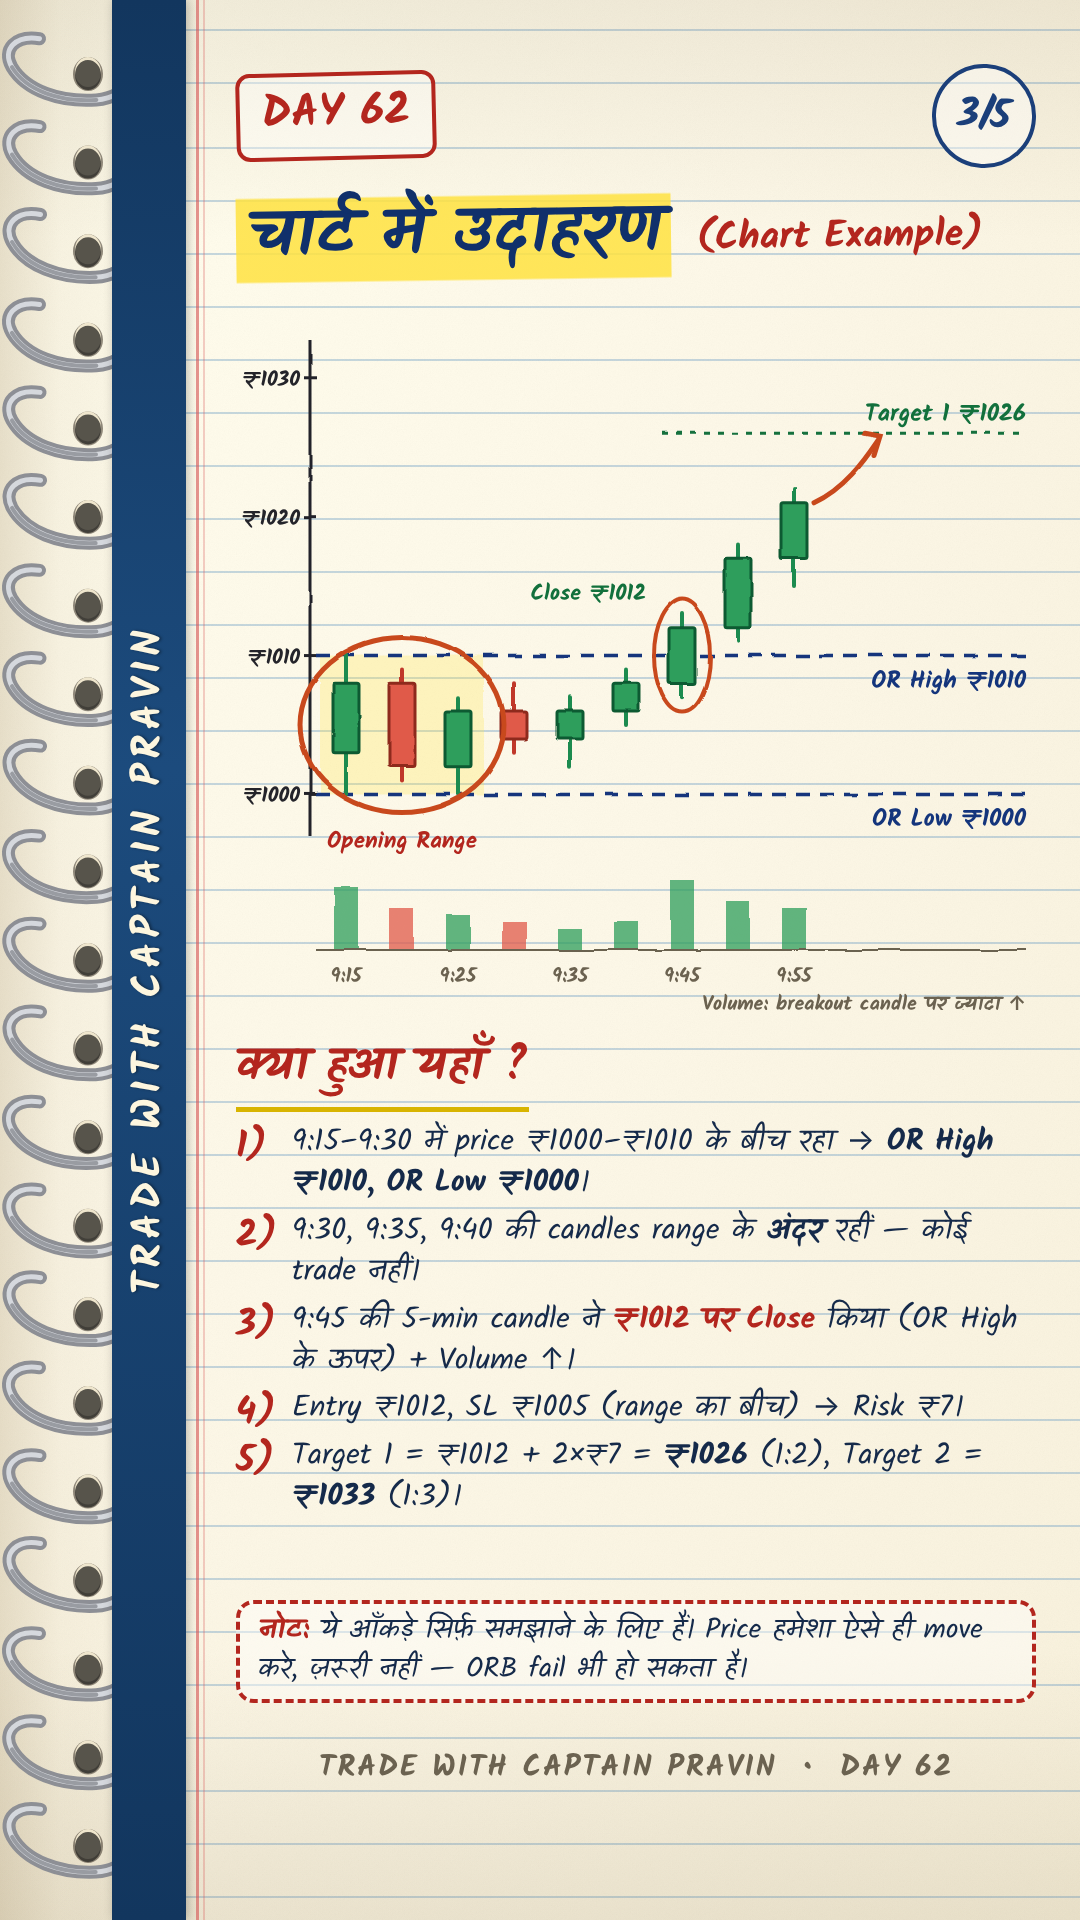 DAY 62
3/5
चार्ट में उदाहरण (Chart Example)
₹1030
Target 1 ₹1026
₹1020
Close ₹1012
₹1010
OR High ₹1010
₹1000
OR Low ₹1000
Opening Range
9:15 9:25 9:35 9:45 9:55
Volume: breakout candle पर ज़्यादा ↑
क्या हुआ यहाँ ?
1) 9:15–9:30 में price ₹1000–₹1010 के बीच रहा → OR High
₹1010, OR Low ₹1000।
2) 9:30, 9:35, 9:40 की candles range के अंदर रहीं — कोई
trade नहीं।
3) 9:45 की 5-min candle ने ₹1012 पर Close किया (OR High
के ऊपर) + Volume ↑।
4) Entry ₹1012, SL ₹1005 (range का बीच) → Risk ₹7।
5) Target 1 = ₹1012 + 2×₹7 = ₹1026 (1:2), Target 2 =
₹1033 (1:3)।
नोट: ये आँकड़े सिर्फ़ समझाने के लिए हैं। Price हमेशा ऐसे ही move
करे, ज़रूरी नहीं — ORB fail भी हो सकता है।
TRADE WITH CAPTAIN PRAVIN · DAY 62
TRADE WITH CAPTAIN PRAVIN